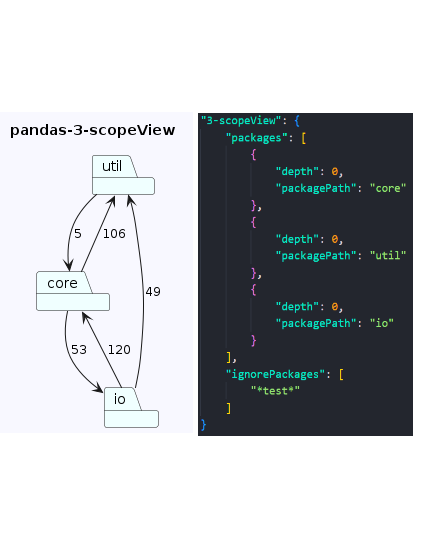 pandas-3-scopeView
util
5
106
core
49
53
120
io
"3-scopeView": {
"packages": [
{
"depth": 0,
"packagePath": "core"
},
{
"depth": 0,
"packagePath": "util"
},
{
"depth": 0,
"packagePath": "io"
}
],
"ignorePackages": [
"*test*"
]
}